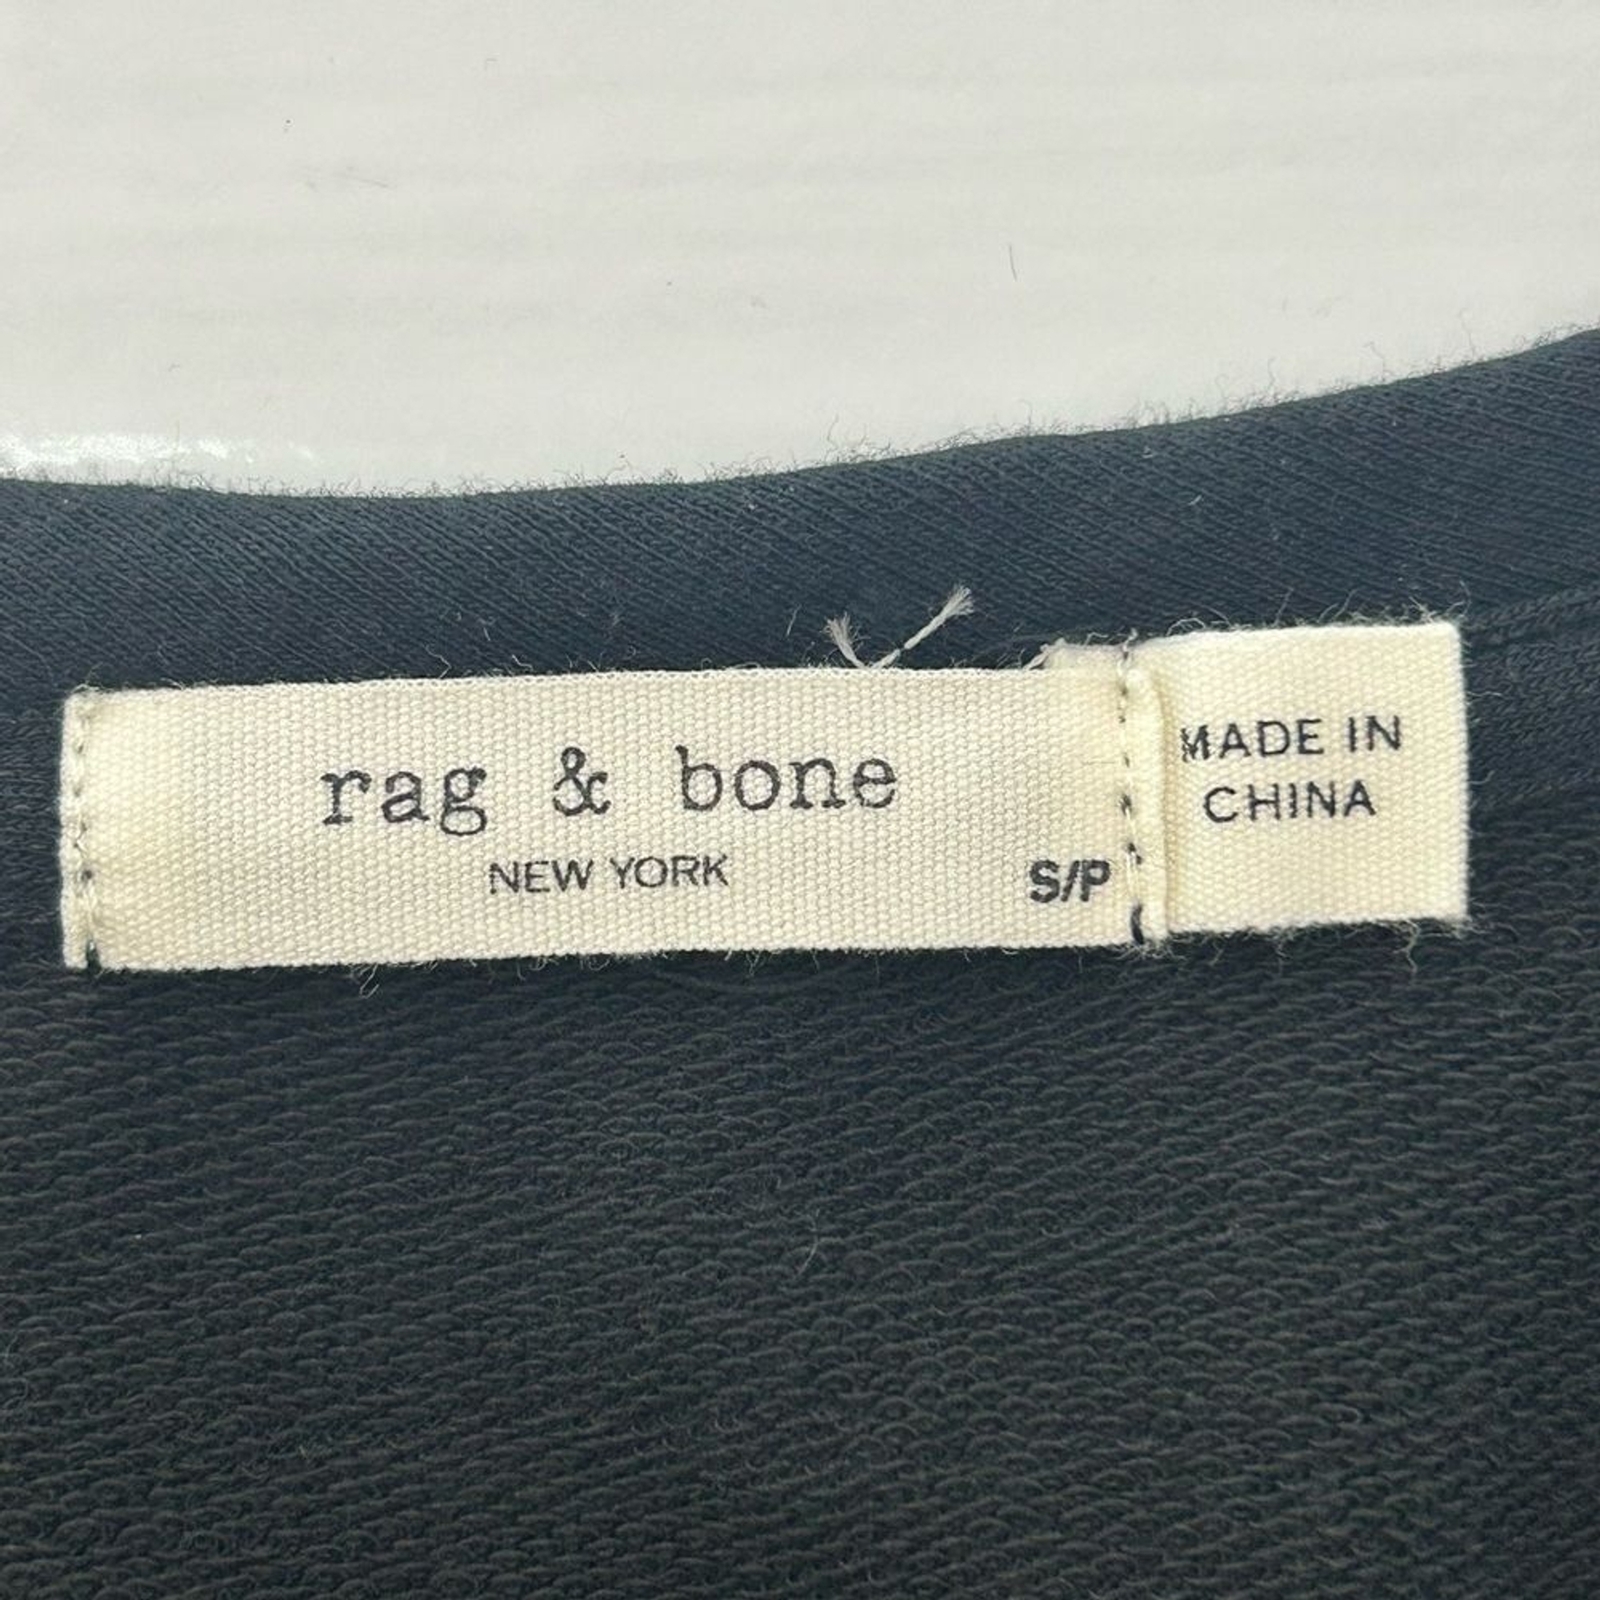 rag & bone
NEW YORK
S/P
MADE IN
CHINA